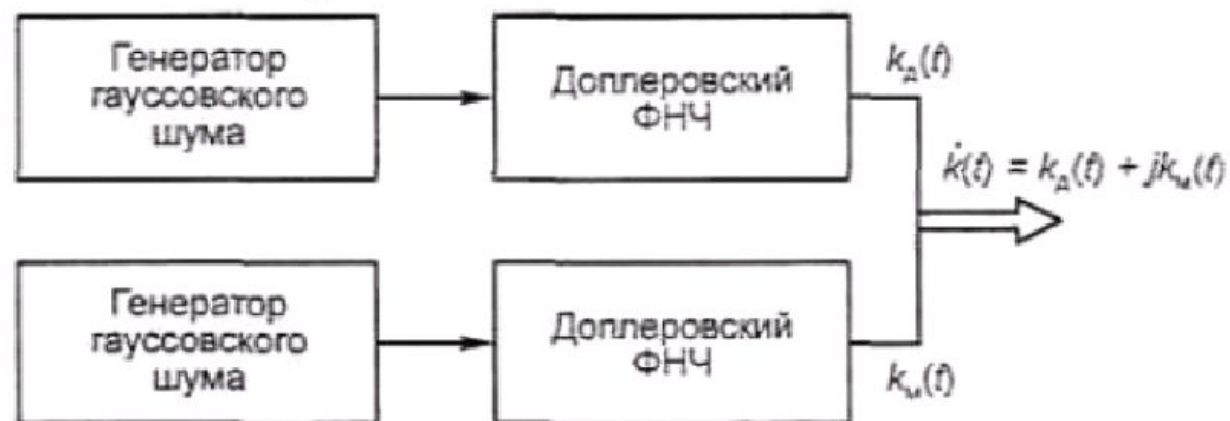 Генератор
гауссовского
шума
Доплеровский
ФНЧ
kд(t)
k̇(t) = kд(t) + jkм(t)
Генератор
гауссовского
шума
Доплеровский
ФНЧ
kм(t)